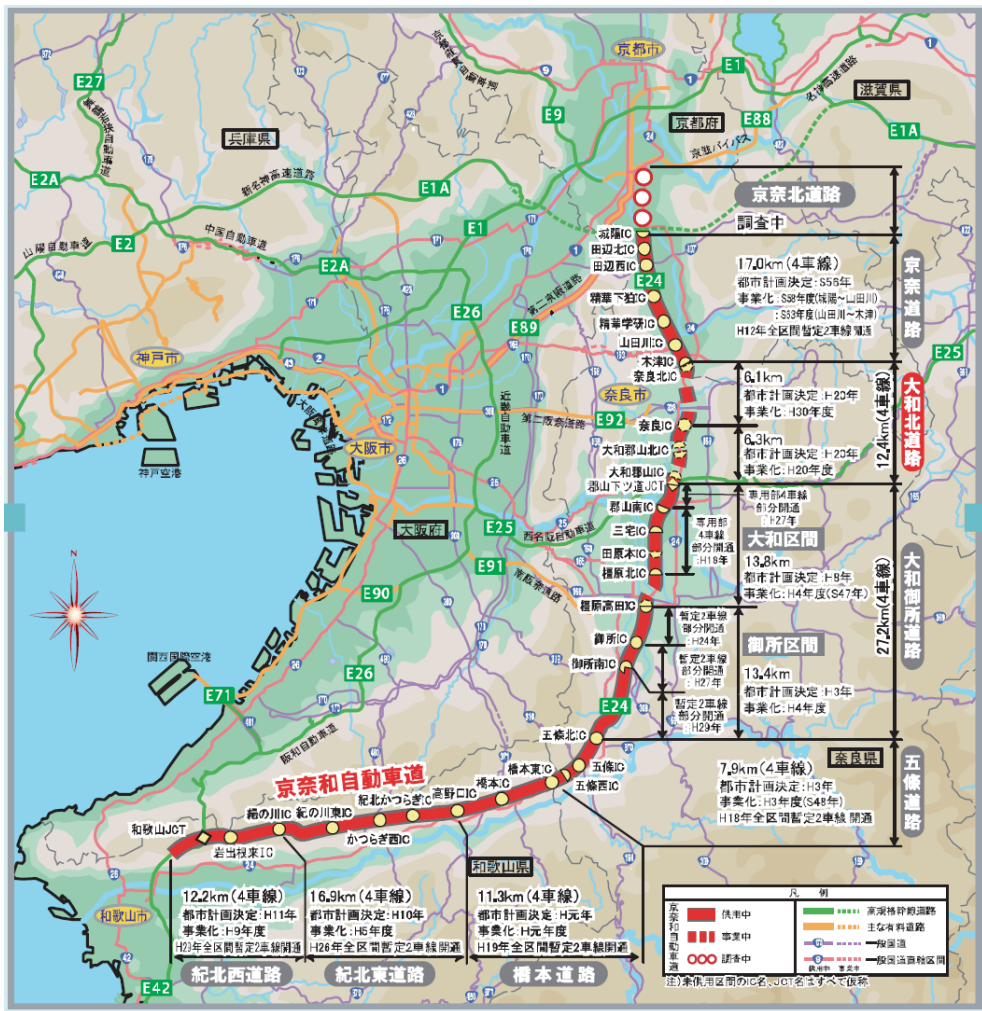 京都市
E1
名神高速道路
滋賀県
E27
E9
京都府
E88
兵庫県
京滋バイパス
E1A
E2A
新名神高速道路
E1A
京奈北道路
調査中
山陽自動車道
E2
中国自動車道
E1
城陽IC
田辺北IC
田辺西IC
E2A
E24
17.0km(4車線)
都市計画決定:S56年
事業化:S58年度(城陽~山田川)
:S63年度(山田川~木津)
H12年全区間暫定2車線開通
京奈道路
精華下狛IC
第二京阪道路
E26
E89
精華学研IC
山田川IC
木津IC
奈良北IC
E25
神戸市
6.1km
都市計画決定:H20年
事業化:H30年度
奈良市
近畿自動車道
第二阪奈道路
E92
奈良IC
6.3km
都市計画決定:H20年
事業化:H20年度
12.4km(4車線)
大和北道路
大阪市
神戸空港
大和郡山北IC
大和郡山IC
郡山下ツ道JCT
専用部4車線
部分開通
:H27年
郡山南IC
大阪府
E25
西名阪自動車道
三宅IC
田原本IC
橿原北IC
専用部
4車線
部分開通
:H18年
大和区間
13.8km
都市計画決定:H8年
事業化:H4年度(S47年)
E91
南阪奈道路
E90
橿原高田IC
27.2km(4車線)
大和御所道路
N
御所IC
暫定2車線
部分開通
:H24年
御所区間
13.4km
都市計画決定:H3年
事業化:H4年度
御所南IC
暫定2車線
部分開通
:H27年
関西国際空港
E71
E26
E24
暫定2車線
部分開通
:H29年
阪和自動車道
五條北IC
奈良県
五條道路
京奈和自動車道
橋本東IC
五條IC
五條西IC
7.9km(4車線)
都市計画決定:H3年
事業化:H3年度(S48年)
H18年全区間暫定2車線開通
橋本IC
高野口IC
紀北かつらぎIC
紀の川東IC
紀の川IC
和歌山JCT
岩出根来IC
かつらぎ西IC
和歌山県
和歌山市
12.2km(4車線)
都市計画決定:H11年
事業化:H9年度
H29年全区間暫定2車線開通
紀北西道路
16.9km(4車線)
都市計画決定:H10年
事業化:H5年度
H26年全区間暫定2車線開通
紀北東道路
11.3km(4車線)
都市計画決定:H元年
事業化:H元年度
H19年全区間暫定2車線開通
橋本道路
E42
凡例
京奈和自動車道
供用中
事業中
調査中
高規格幹線道路
主な有料道路
一般国道
一般国道直轄区間
供用中 事業中
注)未供用区間のIC名、JCT名はすべて仮称